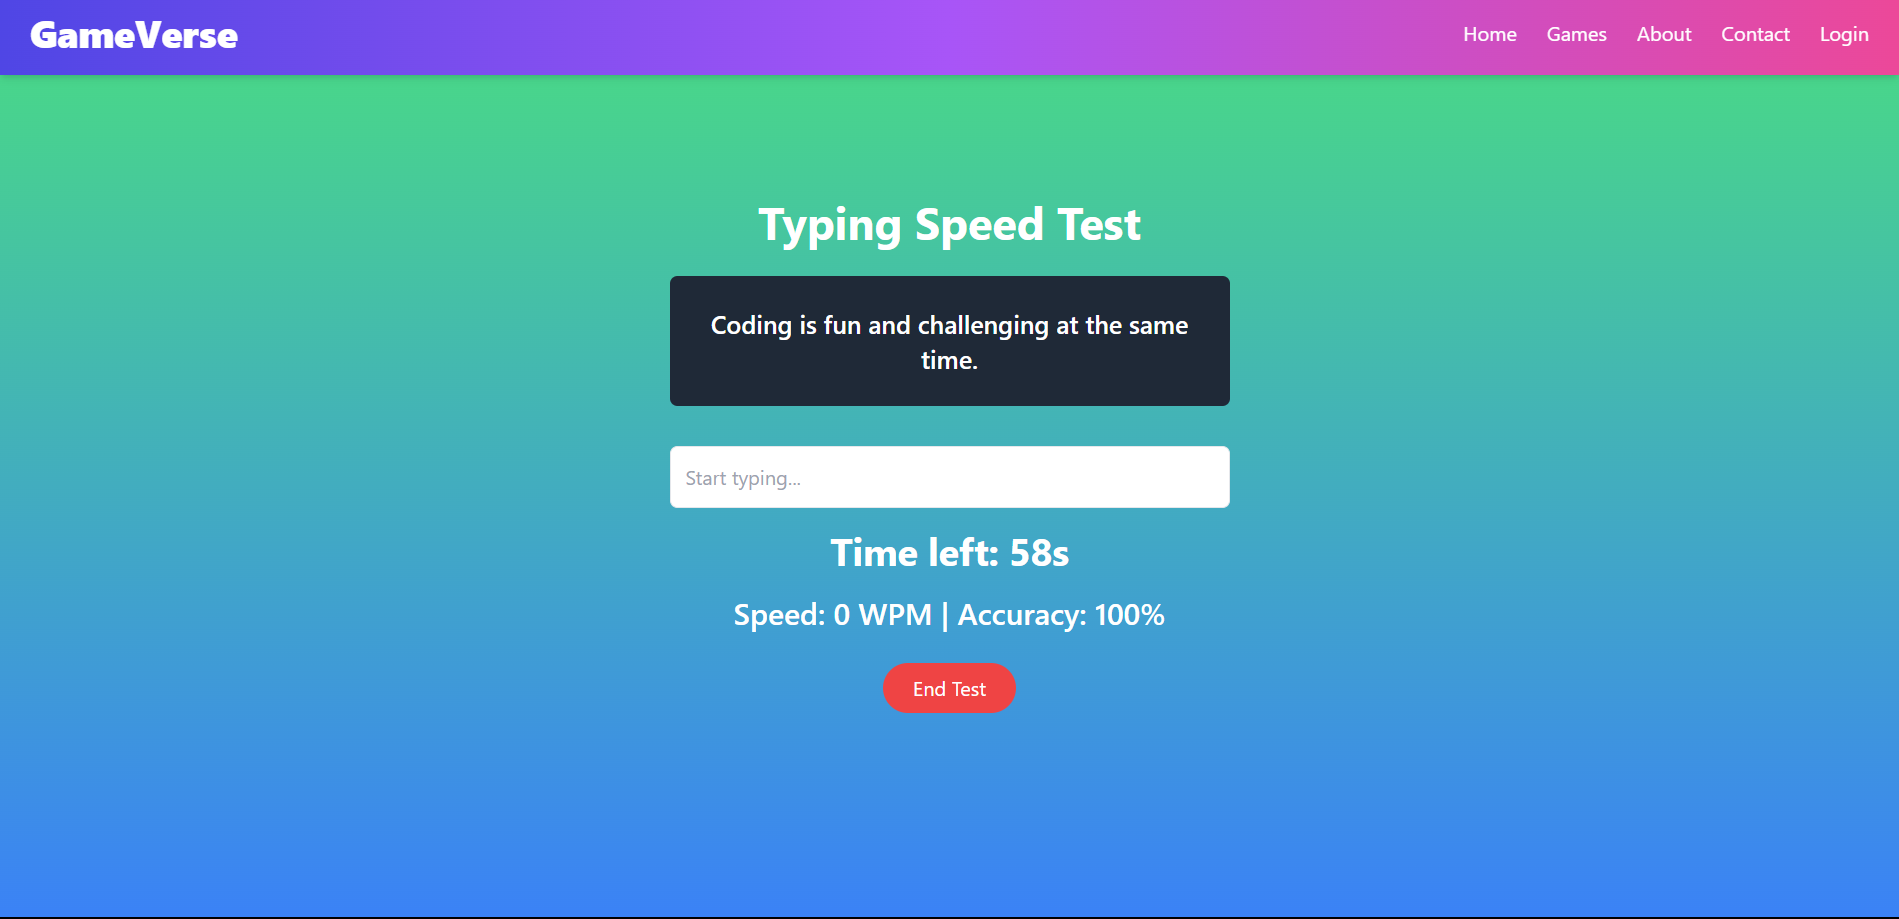 GameVerse
Home Games About Contact Login
Typing Speed Test
Coding is fun and challenging at the same
time.
Start typing...
Time left: 58s
Speed: 0 WPM | Accuracy: 100%
End Test